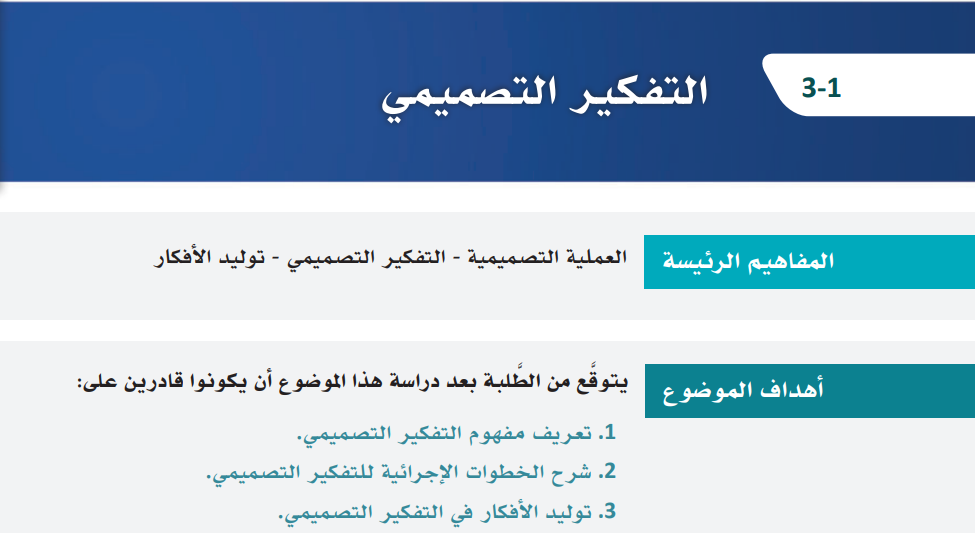 3-1
التفكير التصميمي
المفاهيم الرئيسة
العملية التصميمية - التفكير التصميمي - توليد الأفكار
أهداف الموضوع
يتوقَّع من الطَّلبة بعد دراسة هذا الموضوع أن يكونوا قادرين على:
1. تعريف مفهوم التفكير التصميمي.
2. شرح الخطوات الإجرائية للتفكير التصميمي.
3. توليد الأفكار في التفكير التصميمي.